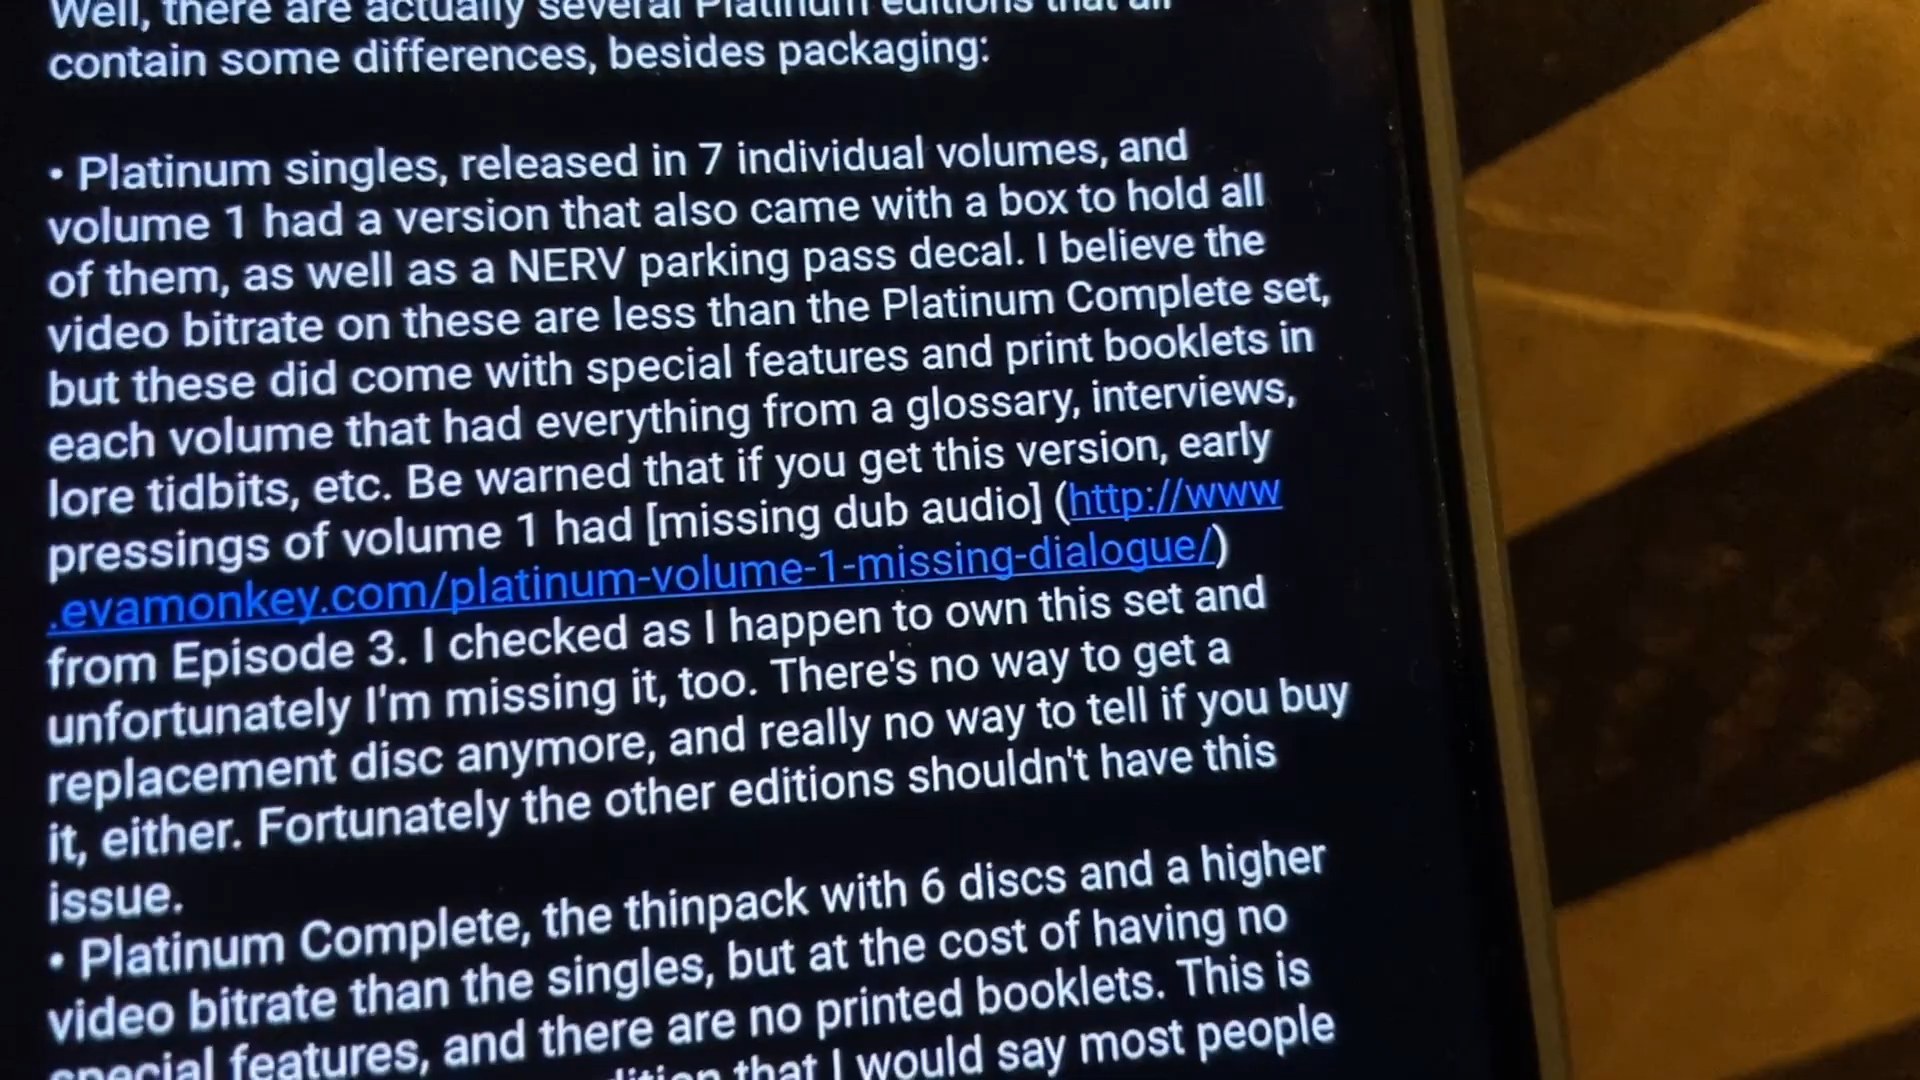 Well, there are actually several Platinum editions that all
contain some differences, besides packaging:
• Platinum singles, released in 7 individual volumes, and
volume 1 had a version that also came with a box to hold all
of them, as well as a NERV parking pass decal. I believe the
video bitrate on these are less than the Platinum Complete set,
but these did come with special features and print booklets in
each volume that had everything from a glossary, interviews,
lore tidbits, etc. Be warned that if you get this version, early
pressings of volume 1 had [missing dub audio] (http://www
.evamonkey.com/platinum-volume-1-missing-dialogue/)
from Episode 3. I checked as I happen to own this set and
unfortunately I'm missing it, too. There's no way to get a
replacement disc anymore, and really no way to tell if you buy
it, either. Fortunately the other editions shouldn't have this
issue.
• Platinum Complete, the thinpack with 6 discs and a higher
video bitrate than the singles, but at the cost of having no
special features, and there are no printed booklets. This is
that I would say most people